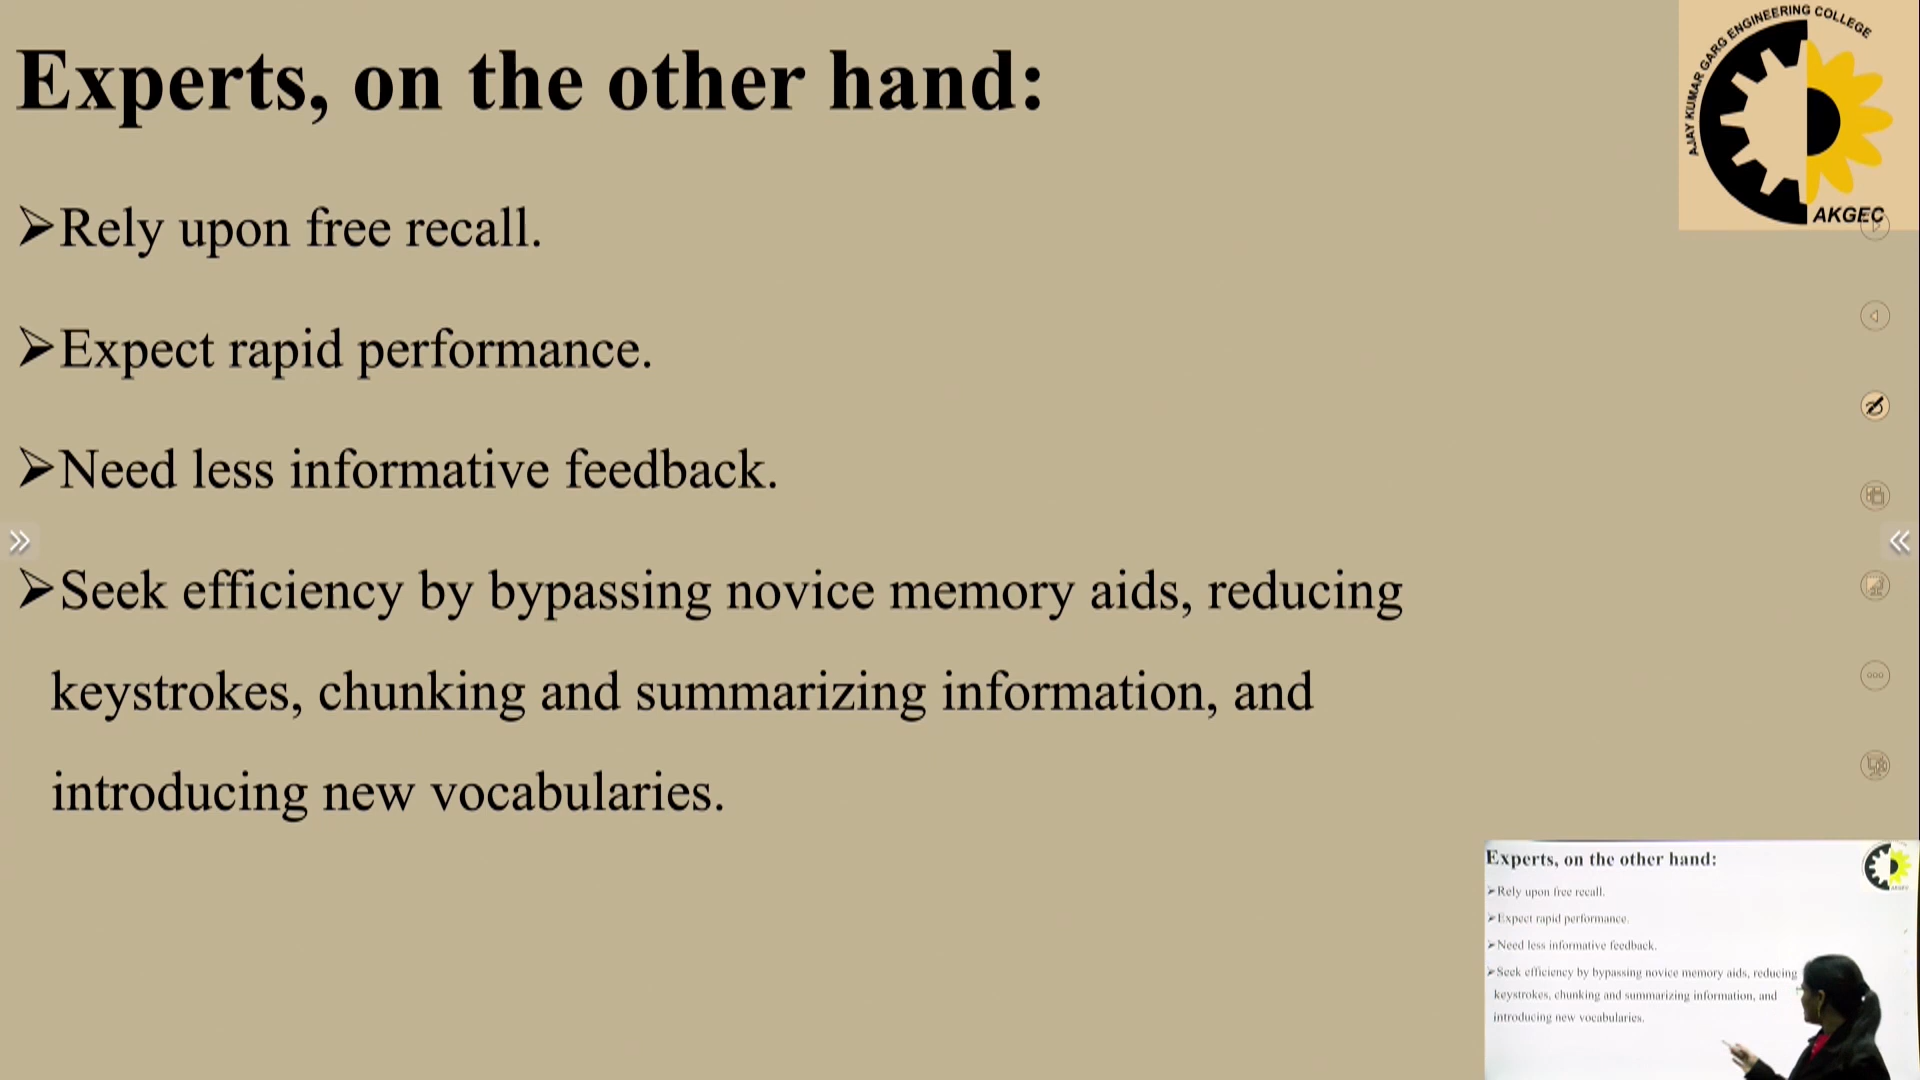 Experts, on the other hand:
AJAY KUMAR GARG ENGINEERING COLLEGE
AKGEC
➢Rely upon free recall.
➢Expect rapid performance.
➢Need less informative feedback.
➢Seek efficiency by bypassing novice memory aids, reducing
keystrokes, chunking and summarizing information, and
introducing new vocabularies.
Experts, on the other hand:
➢Rely upon free recall.
➢Expect rapid performance.
➢Need less informative feedback.
➢Seek efficiency by bypassing novice memory aids, reducing
keystrokes, chunking and summarizing information, and
introducing new vocabularies.